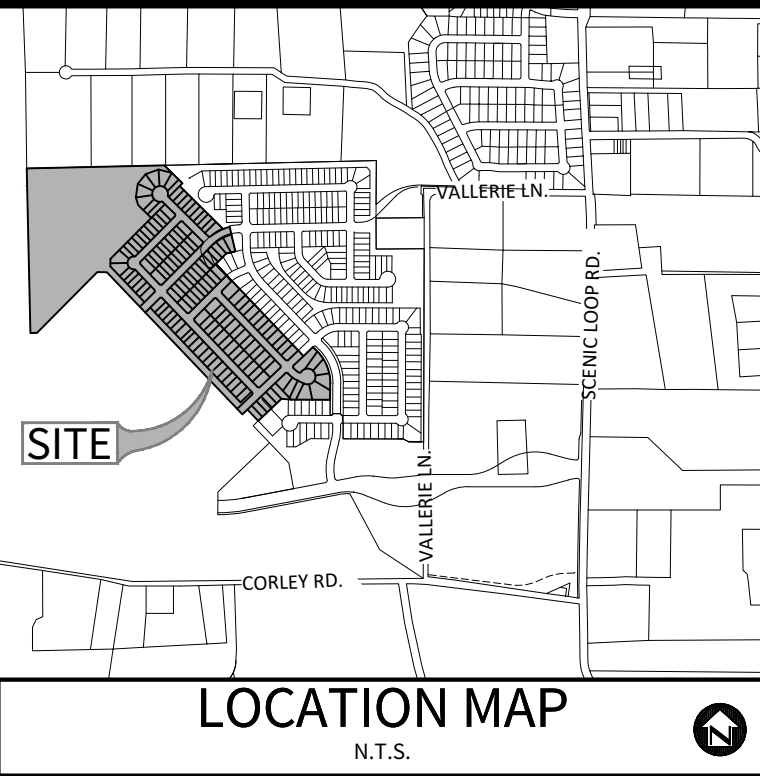 VALLERIE LN.
SCENIC LOOP RD.
SITE
VALLERIE LN.
CORLEY RD.
LOCATION MAP
N.T.S.
N